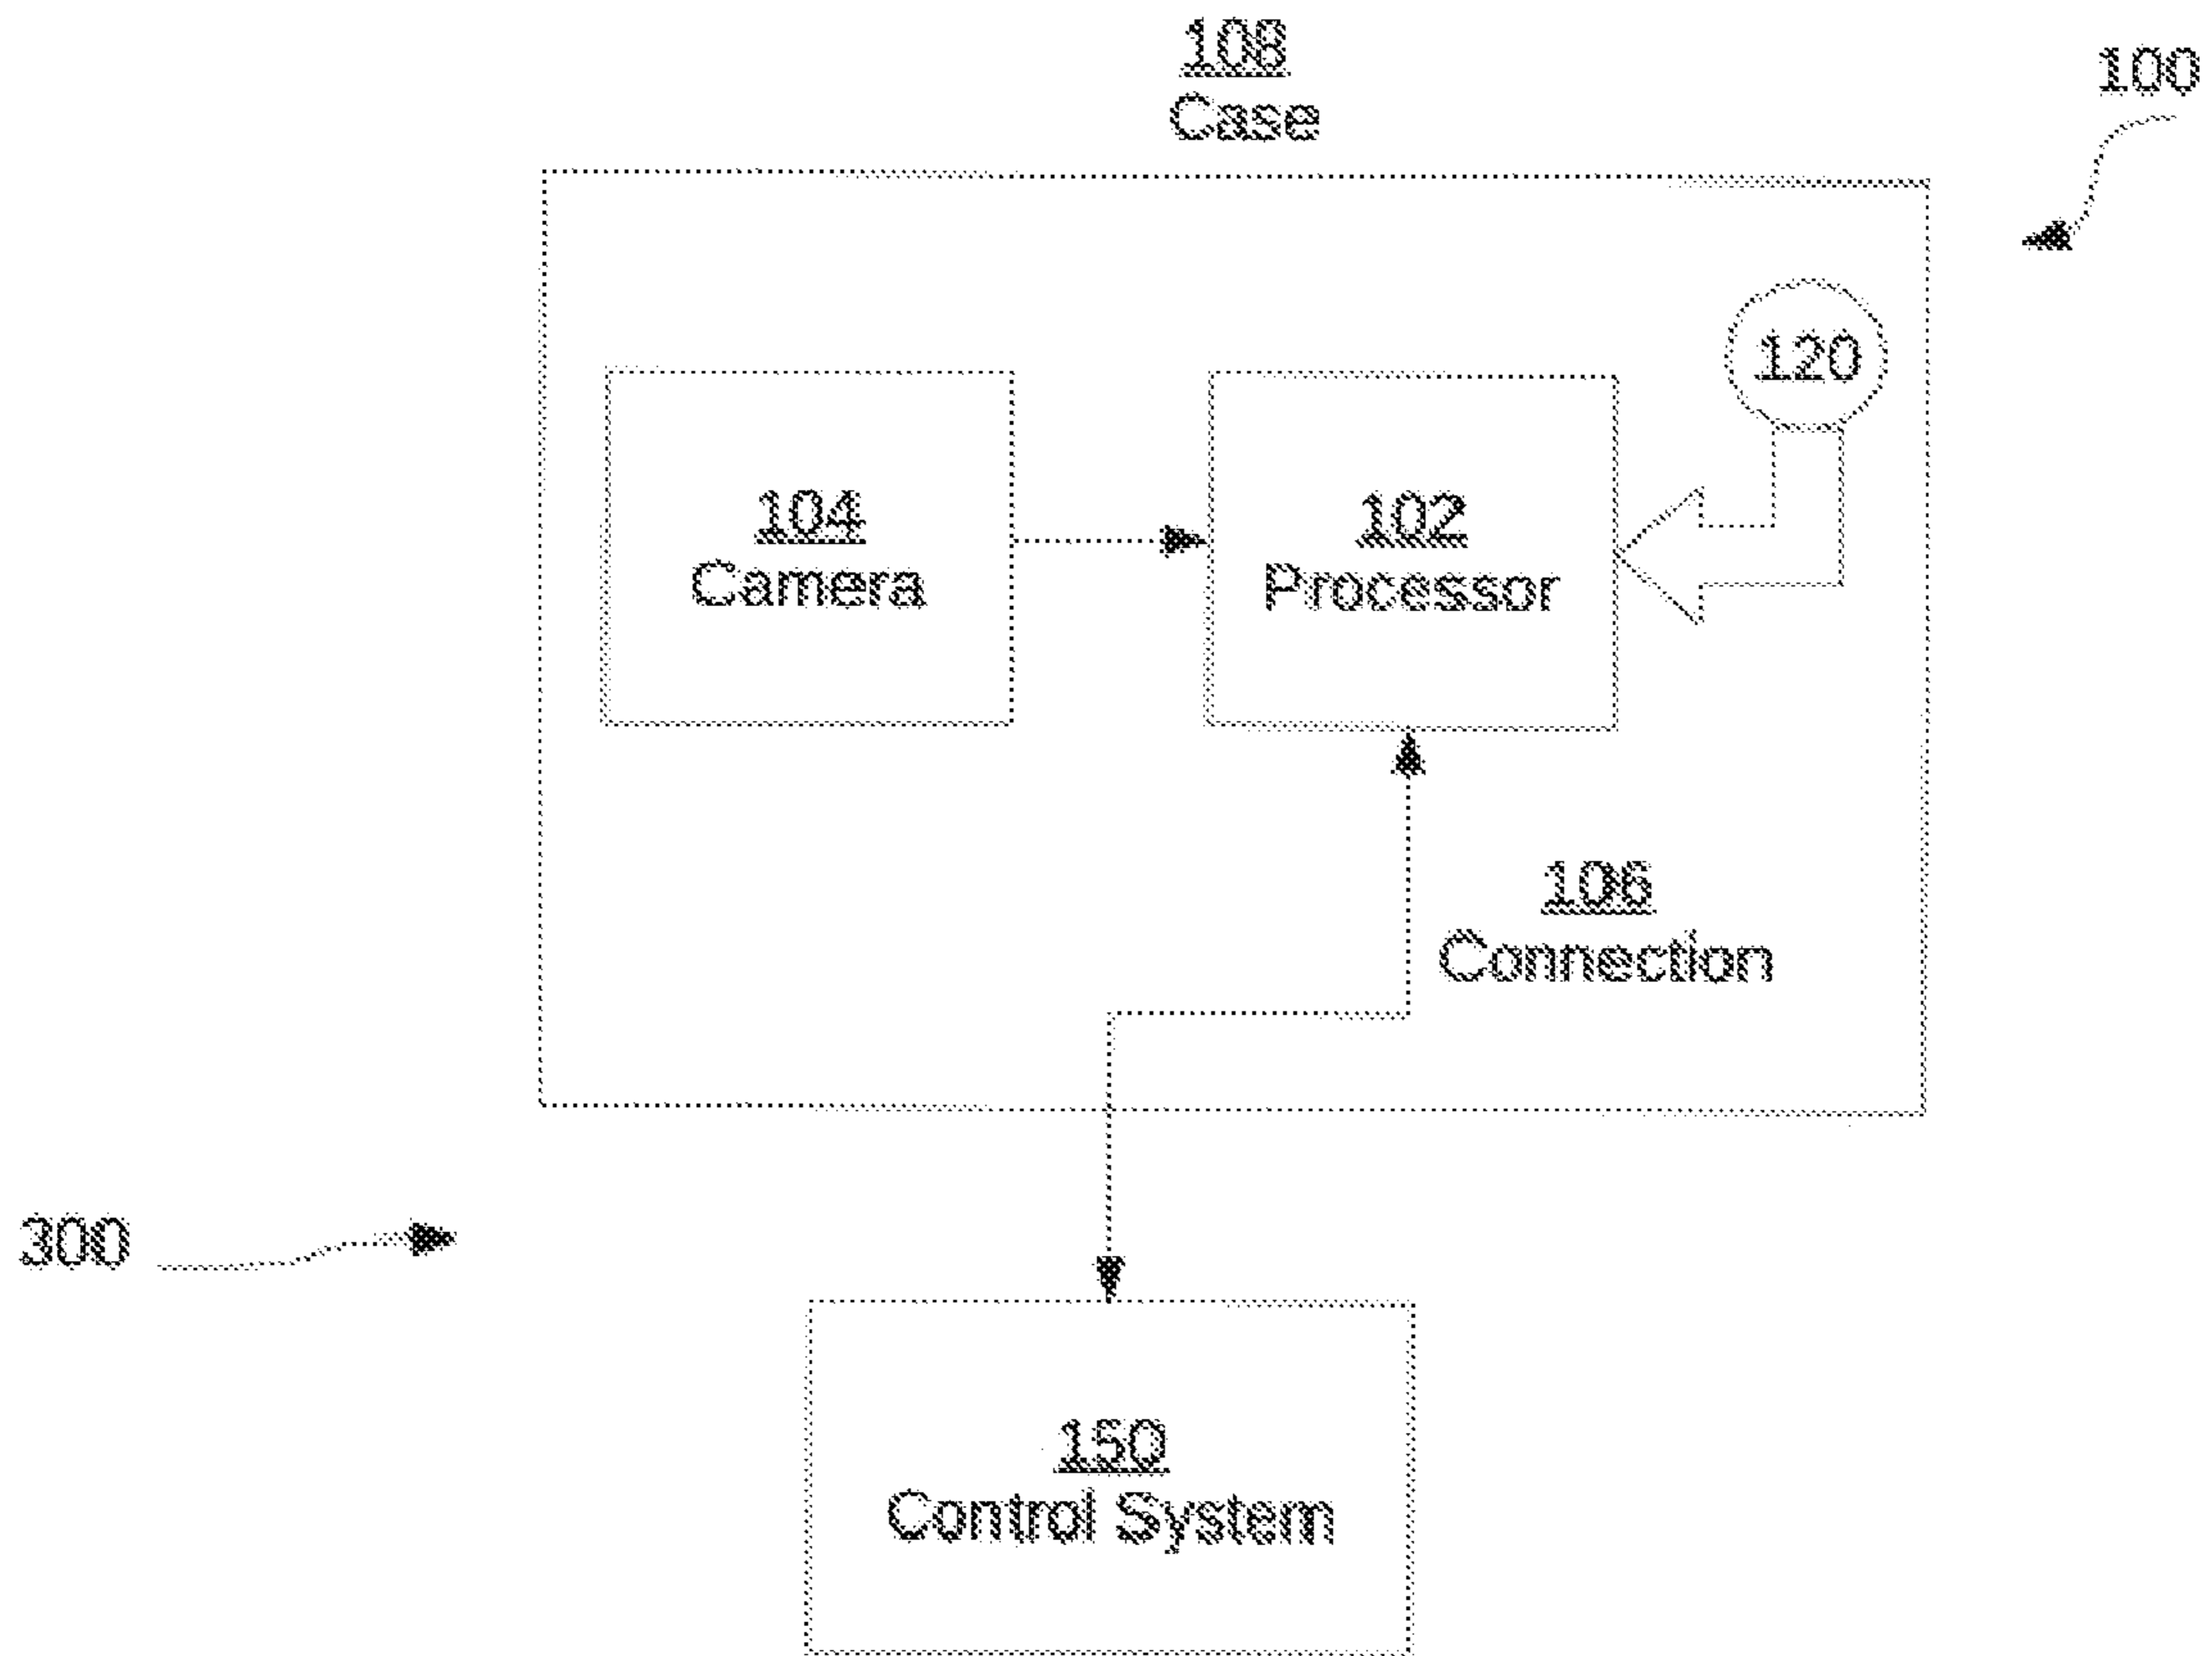 108
Case
100
120
104
Camera
102
Processor
106
Connection
300
150
Control System